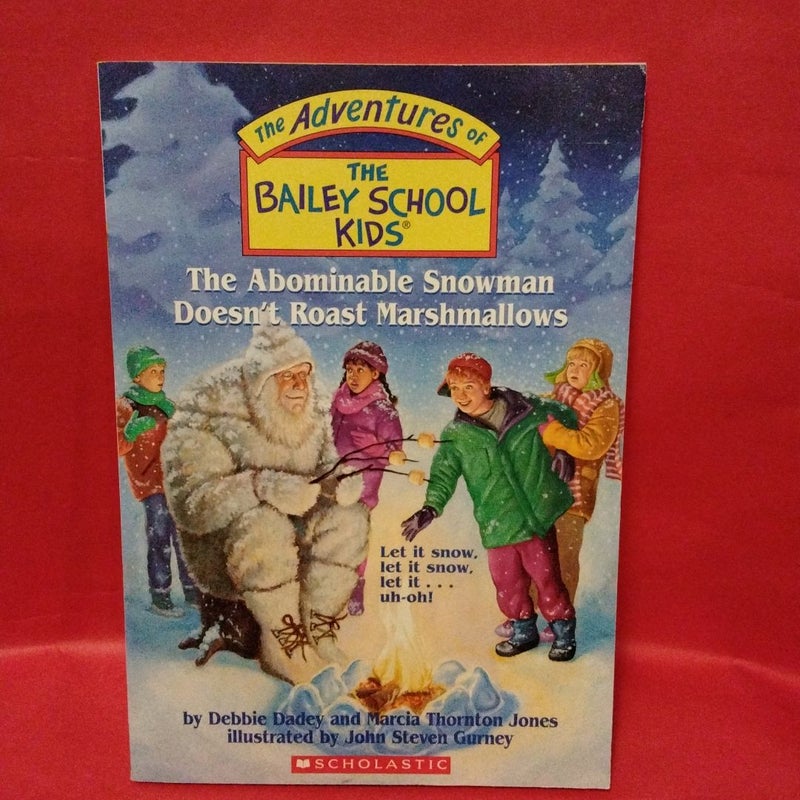 The Adventures of
THE
BAILEY SCHOOL
KIDS®
The Abominable Snowman
Doesn't Roast Marshmallows
Let it snow,
let it snow,
let it . . .
uh-oh!
by Debbie Dadey and Marcia Thornton Jones
illustrated by John Steven Gurney
SCHOLASTIC